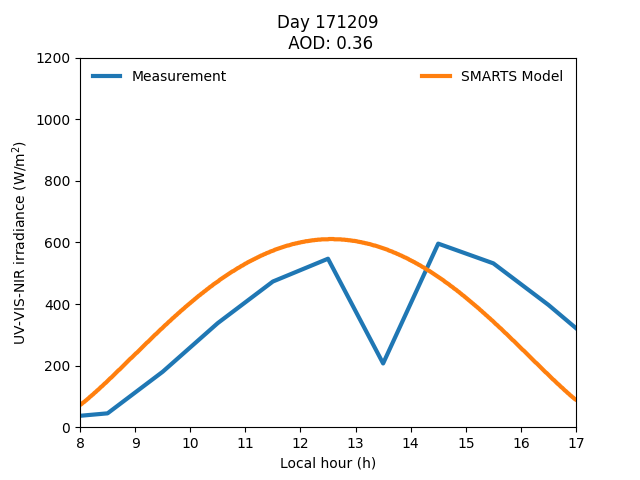 Day 171209
AOD: 0.36
Measurement
SMARTS Model
1200
1000
800
600
400
200
0
UV-VIS-NIR irradiance (W/m²)
8 9 10 11 12 13 14 15 16 17
Local hour (h)